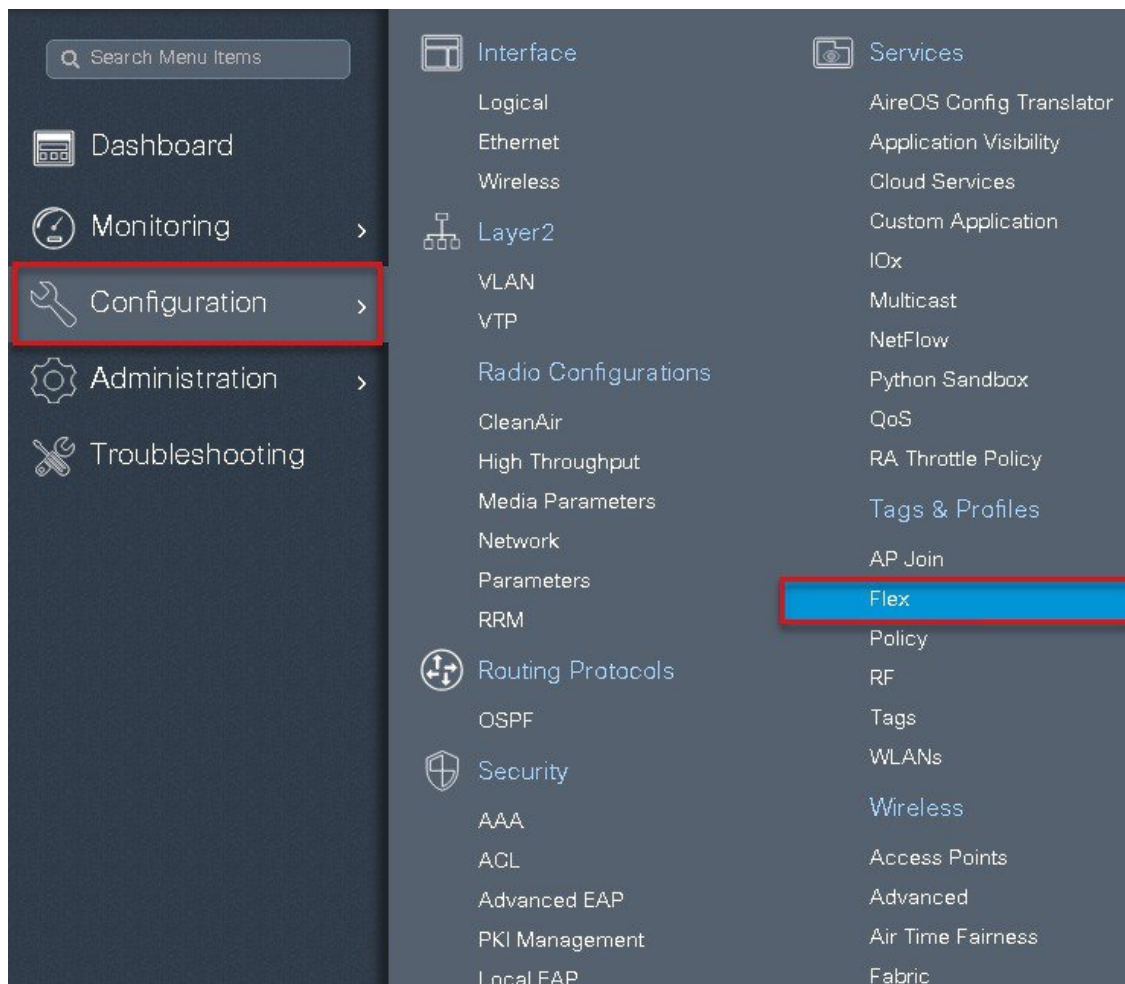 Search Menu Items
Dashboard
Monitoring
Configuration
Administration
Troubleshooting
Interface
Logical
Ethernet
Wireless
Layer2
VLAN
VTP
Radio Configurations
CleanAir
High Throughput
Media Parameters
Network
Parameters
RRM
Routing Protocols
OSPF
Security
AAA
ACL
Advanced EAP
PKI Management
Local EAP
Services
AireOS Config Translator
Application Visibility
Cloud Services
Custom Application
IOx
Multicast
NetFlow
Python Sandbox
QoS
RA Throttle Policy
Tags & Profiles
AP Join
Flex
Policy
RF
Tags
WLANs
Wireless
Access Points
Advanced
Air Time Fairness
Fabric